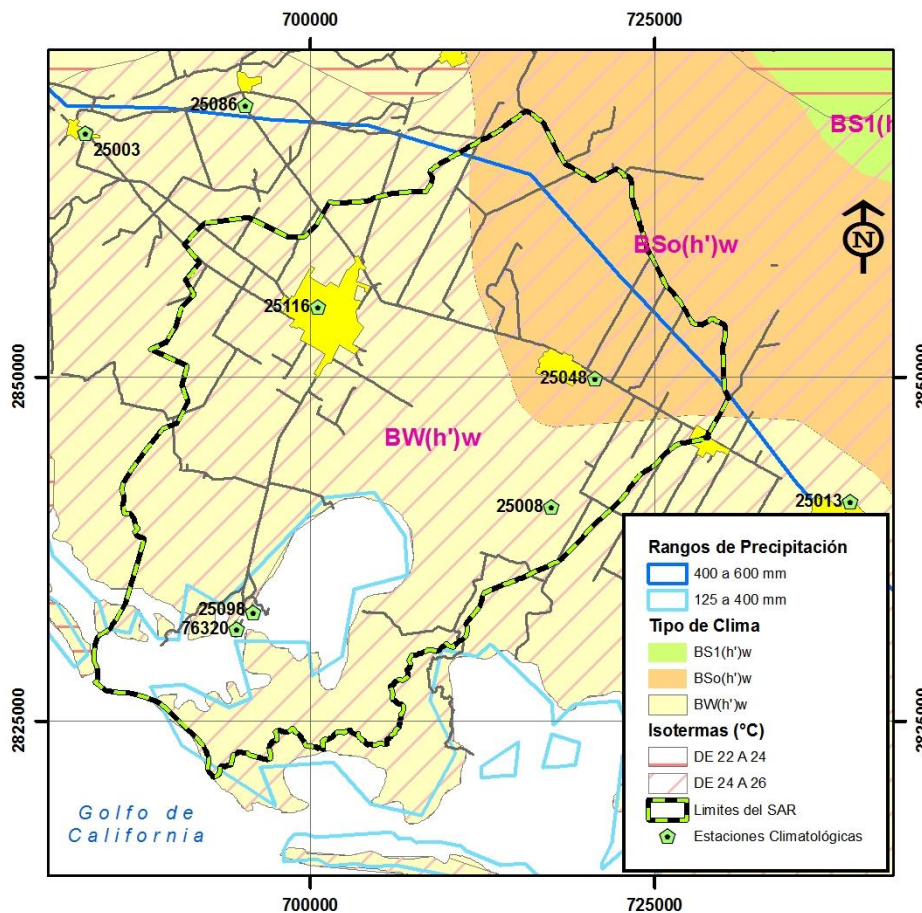 700000
725000
25086
25003
BS1(h'
N
BSo(h')w
25116
2850000
2850000
25048
BW(h')w
25008
25013
25098
76320
2825000
2825000
Golfo de
California
Rangos de Precipitación
400 a 600 mm
125 a 400 mm
Tipo de Clima
BS1(h')w
BSo(h')w
BW(h')w
Isotermas (°C)
DE 22 A 24
DE 24 A 26
Limites del SAR
Estaciones Climatológicas
700000
725000